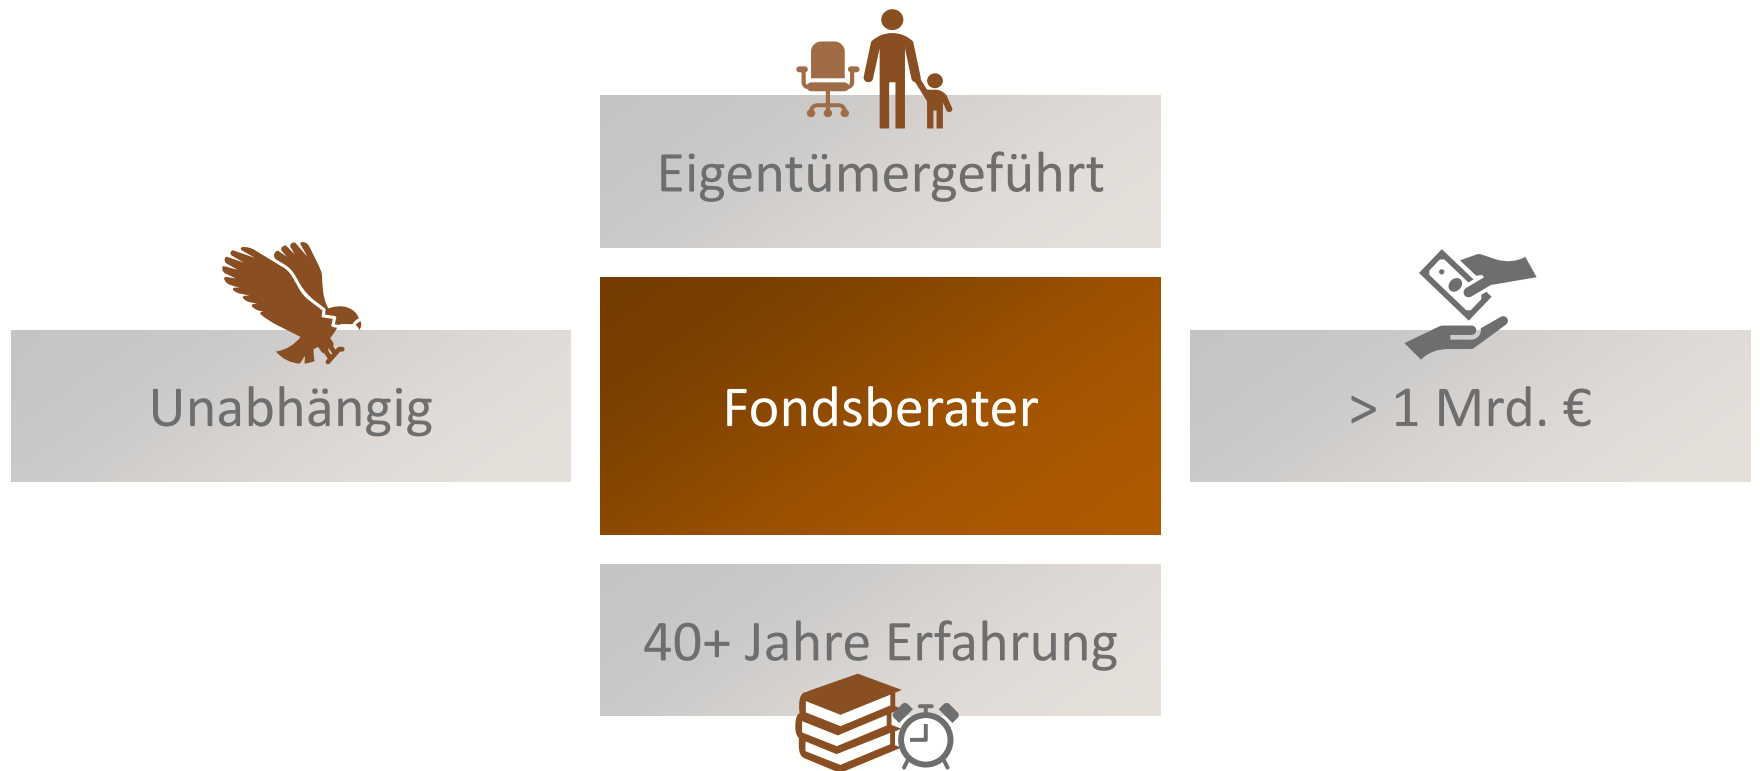 Eigentümergeführt
Unabhängig
Fondsberater
> 1 Mrd. €
40+ Jahre Erfahrung